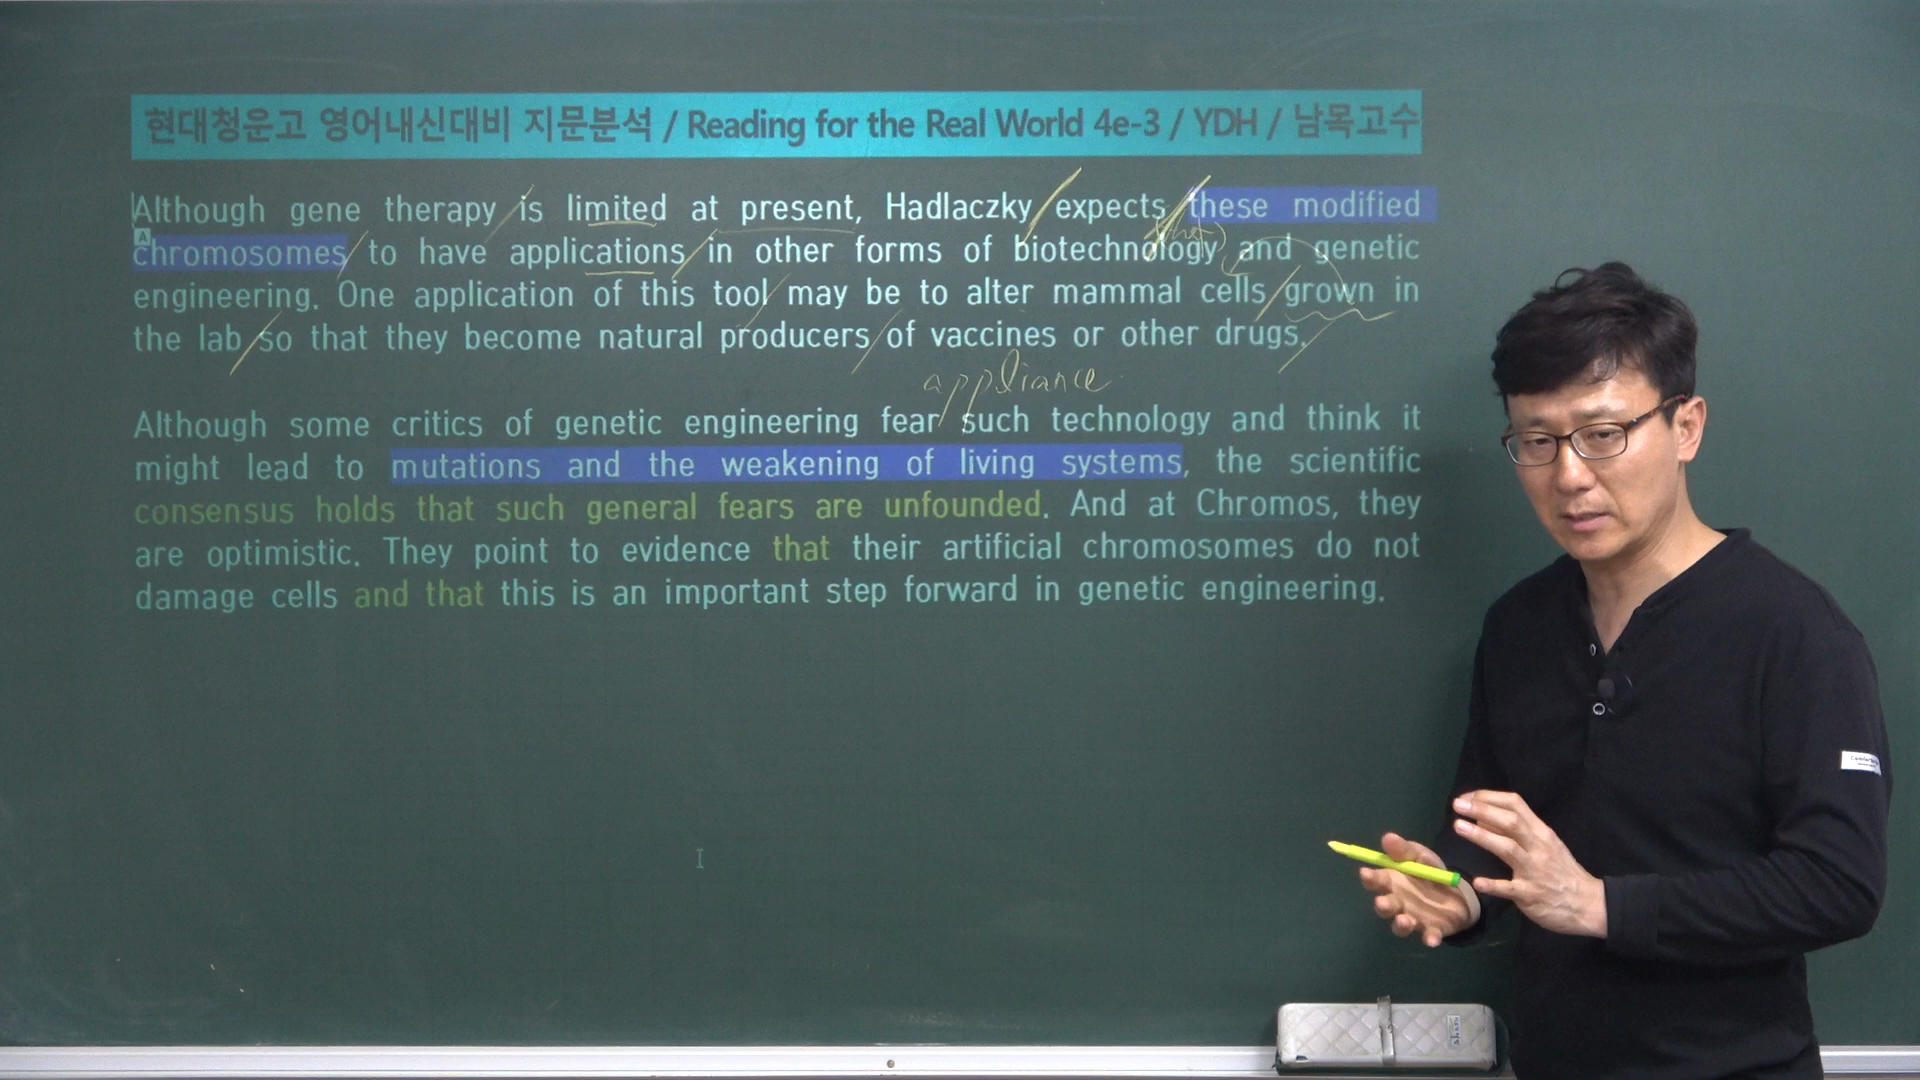 현대청운고 영어내신대비 지문분석 / Reading for the Real World 4e-3 / YDH / 남목고수
Although gene therapy is limited at present, Hadlaczky expects these modified
A
chromosomes to have applications in other forms of biotechnology and genetic
engineering. One application of this tool may be to alter mammal cells grown in
the lab so that they become natural producers of vaccines or other drugs.
appliance
Although some critics of genetic engineering fear such technology and think it
might lead to mutations and the weakening of living systems, the scientific
consensus holds that such general fears are unfounded. And at Chromos, they
are optimistic. They point to evidence that their artificial chromosomes do not
damage cells and that this is an important step forward in genetic engineering.